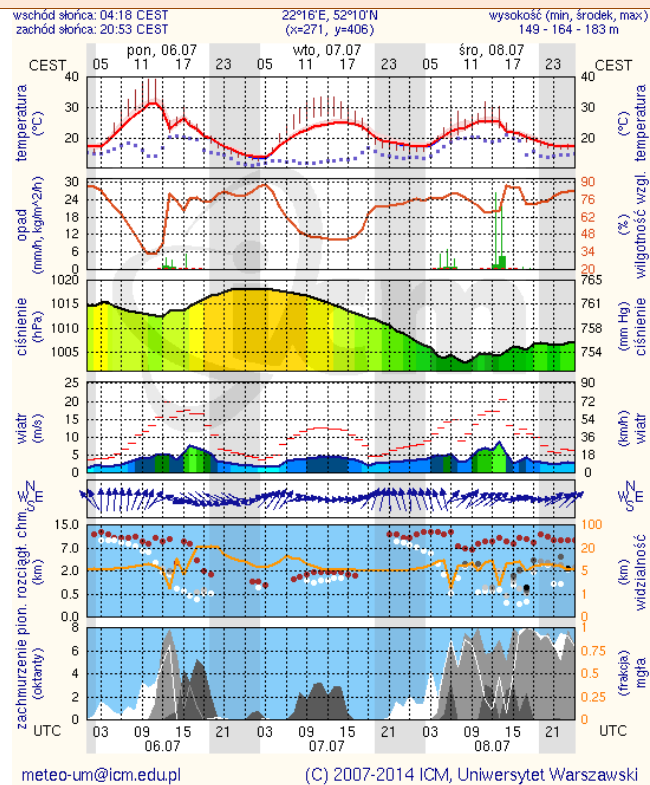 wschód słońca: 04:18 CEST 22°16'E, 52°10'N wysokość (min, środek, max)
zachód słońca: 20:53 CEST (x=271, y=406) 149 - 164 - 183 m
pon, 06.07 wto, 07.07 śro, 08.07
CEST 05 11 17 23 05 11 17 23 05 11 17 23 CEST
temperatura (°C)
40 30 20
40 30 20
(°C) temperatura
opad (mm/h, kg/m^2/h)
30 24 18 12 6 0
90 76 62 48 34 20
(%) wilgotność wzgl.
ciśnienie (hPa)
1020 1015 1010 1005
765 761 758 754
(mm Hg) ciśnienie
wiatr (m/s)
25 20 15 10 5 0
90 72 54 36 18 0
(km/h) wiatr
N W E S
N W E S
pion. rozciągł. chm. (km)
15.0 7.0 2.0 0.5 0.0
100 20 5 1 0
(km) widzialność
zachmurzenie (oktanty)
8 6 4 2 0
1 0.75 0.5 0.25 0
(frakcja) mgła
UTC 03 09 15 21 03 09 15 21 03 09 15 21 UTC
06.07 07.07 08.07
meteo-um@icm.edu.pl (C) 2007-2014 ICM, Uniwersytet Warszawski